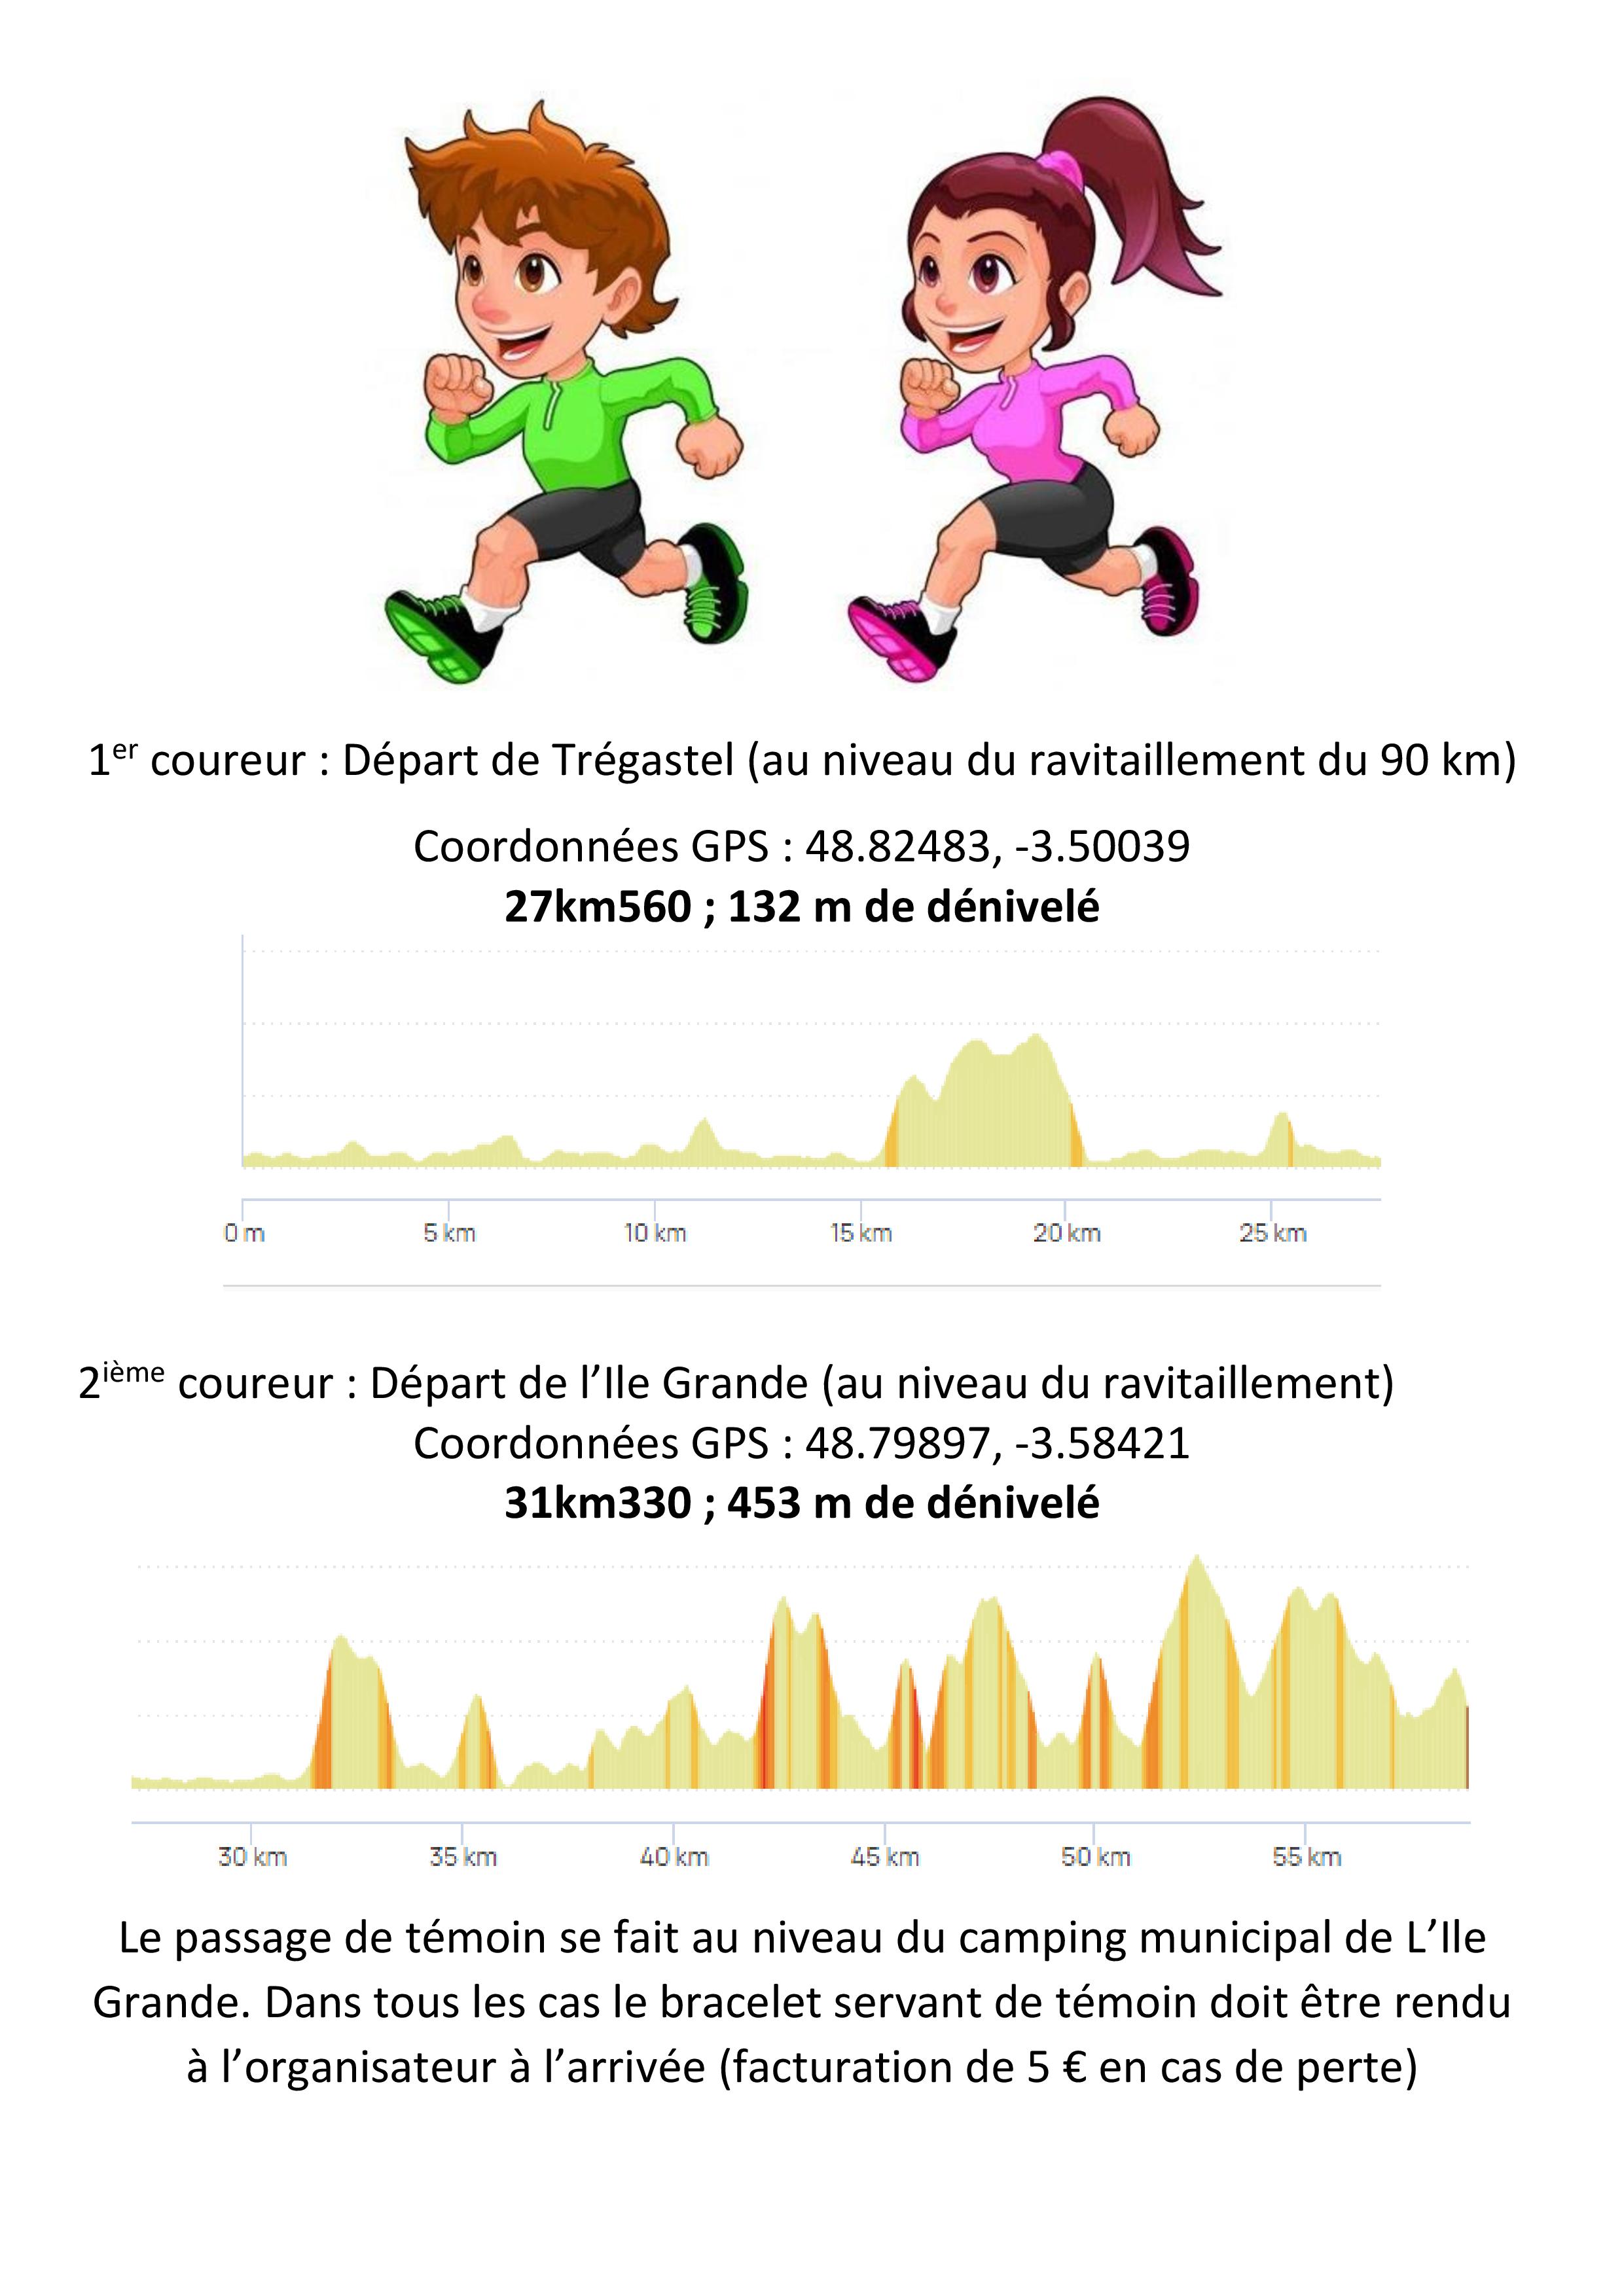 1er coureur : Départ de Trégastel (au niveau du ravitaillement du 90 km)
Coordonnées GPS : 48.82483, -3.50039
27km560 ; 132 m de dénivelé
0 m 5 km 10 km 15 km 20 km 25 km
2ième coureur : Départ de l’Ile Grande (au niveau du ravitaillement)
Coordonnées GPS : 48.79897, -3.58421
31km330 ; 453 m de dénivelé
30 km 35 km 40 km 45 km 50 km 55 km
Le passage de témoin se fait au niveau du camping municipal de L’Ile
Grande. Dans tous les cas le bracelet servant de témoin doit être rendu
à l’organisateur à l’arrivée (facturation de 5 € en cas de perte)